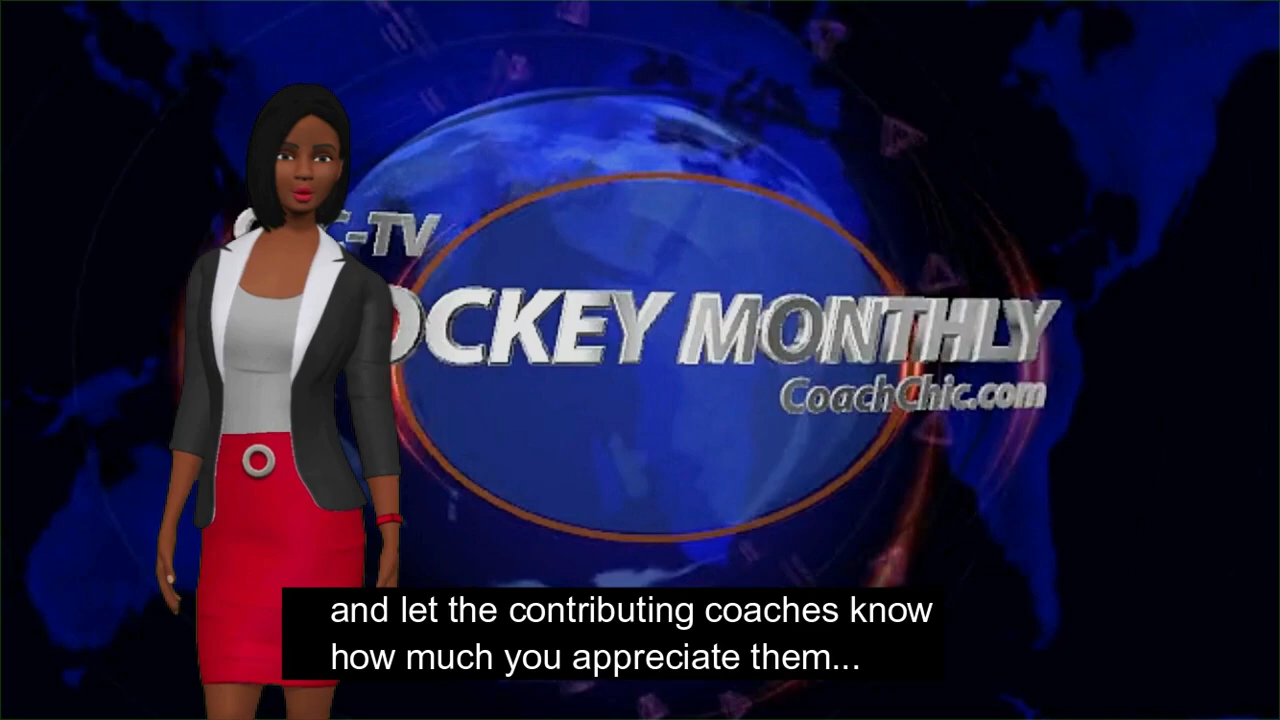 -TV
OCKEY MONTHLY
CoachChic.com
and let the contributing coaches know
how much you appreciate them...